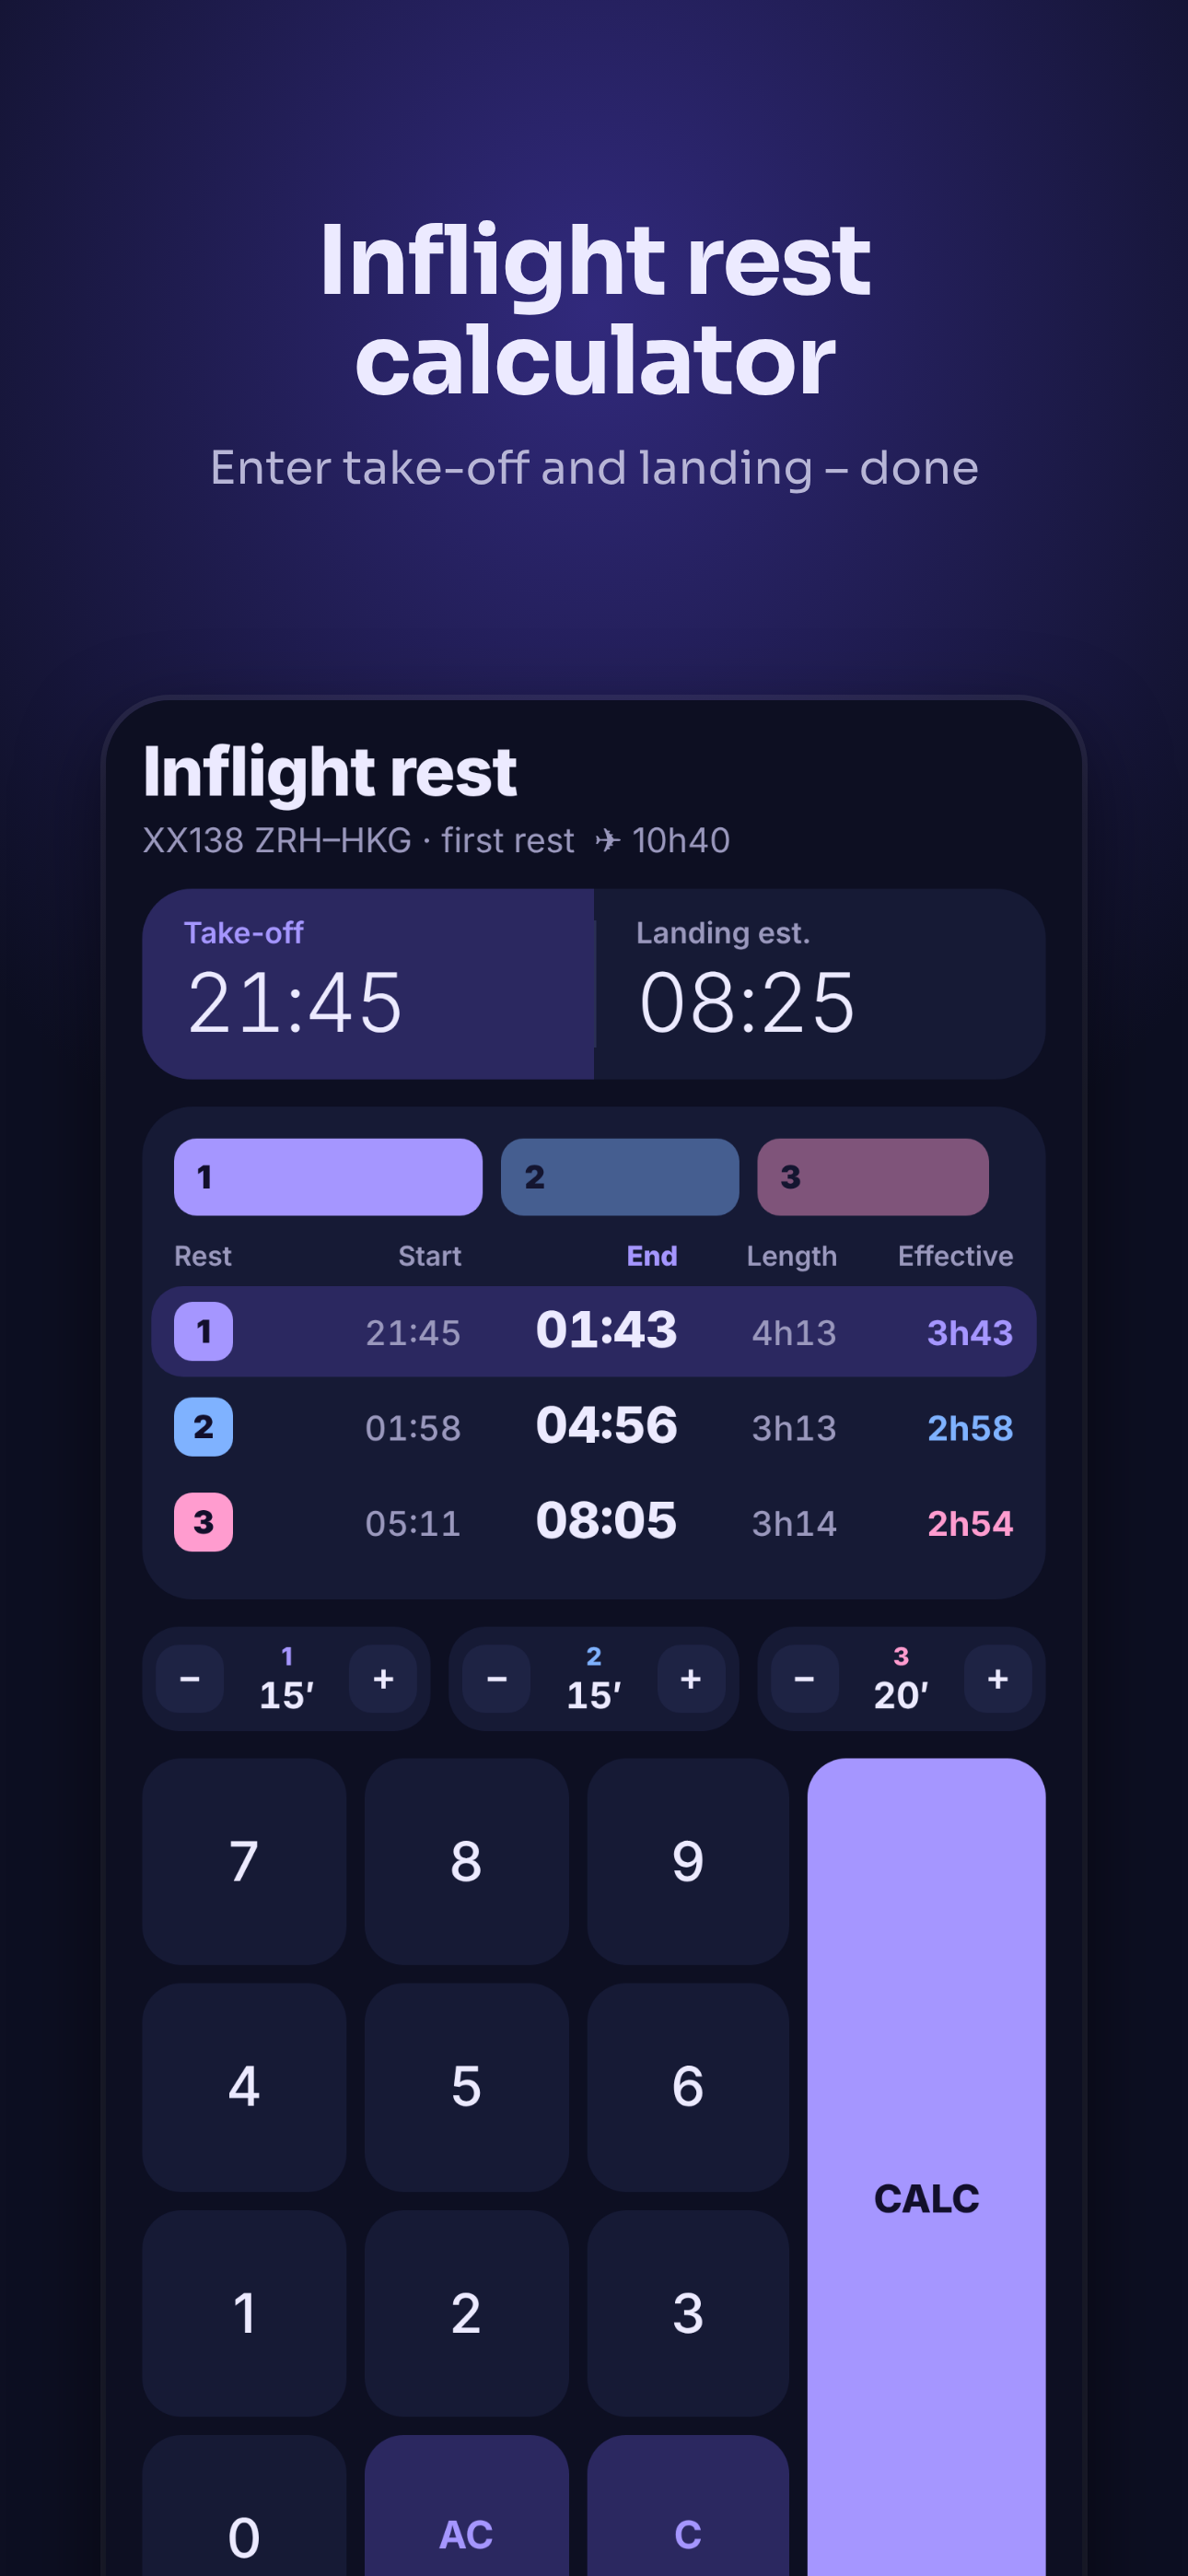 Inflight rest
calculator
Enter take-off and landing – done
Inflight rest
XX138 ZRH–HKG · first rest ✈ 10h40
Take-off
Landing est.
21:45
08:25
1
2
3
Rest Start End Length Effective
1 21:45 01:43 4h13 3h43
2 01:58 04:56 3h13 2h58
3 05:11 08:05 3h14 2h54
1
2
3
− 15′ +
− 15′ +
− 20′ +
7 8 9
4 5 6
CALC
1 2 3
0 AC C